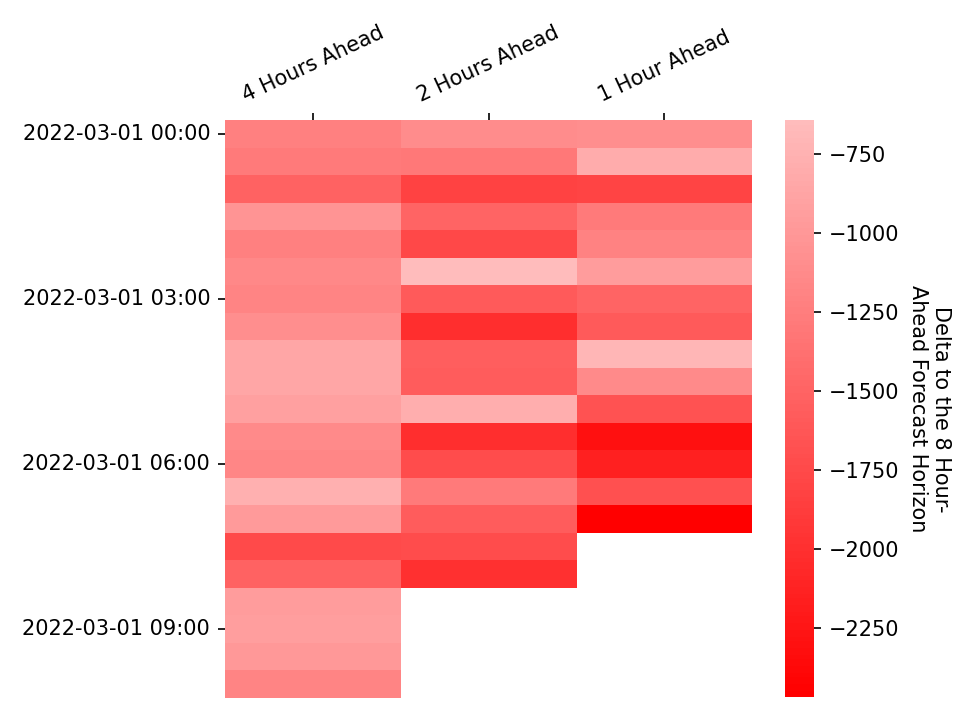 4 Hours Ahead
2 Hours Ahead
1 Hour Ahead
2022-03-01 00:00
2022-03-01 03:00
2022-03-01 06:00
2022-03-01 09:00
−750
−1000
−1250
−1500
−1750
−2000
−2250
Delta to the 8 Hour-
Ahead Forecast Horizon